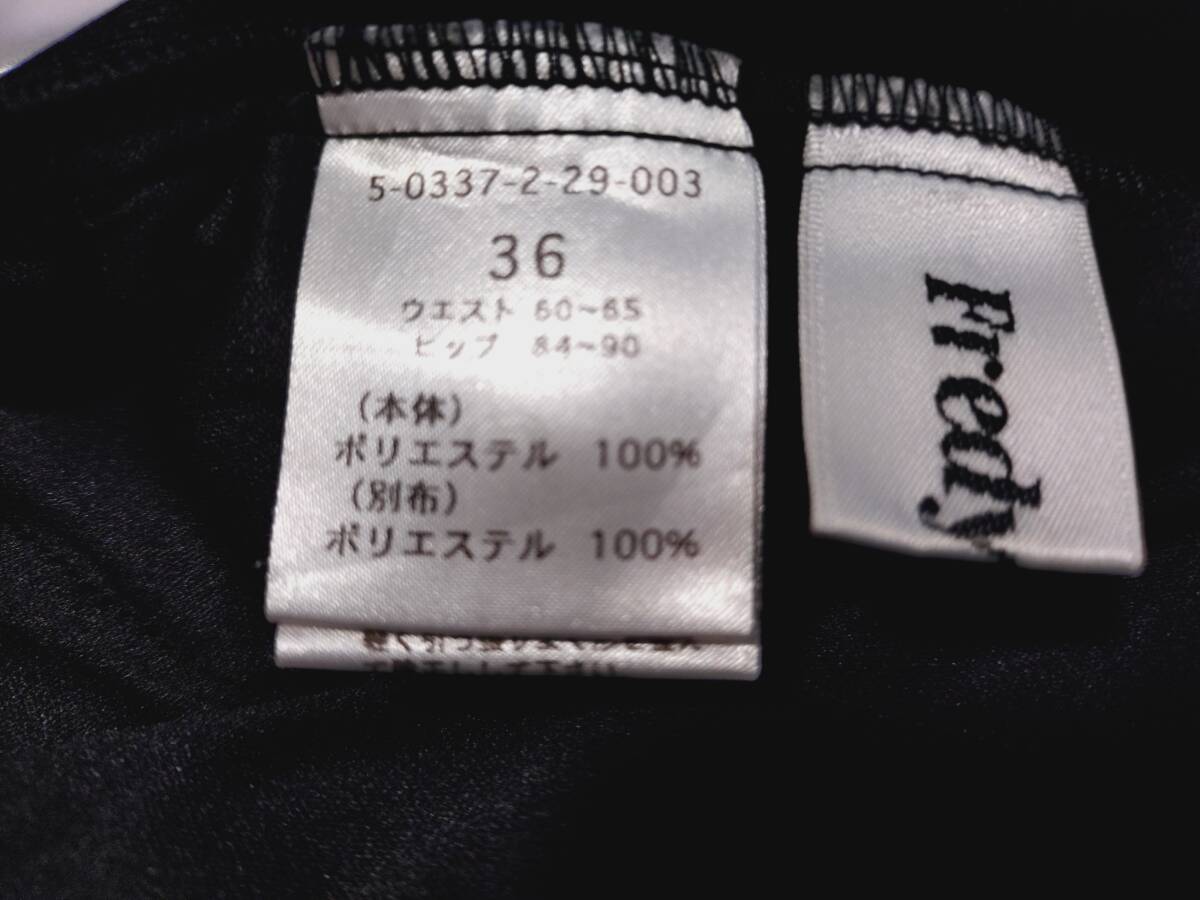 5-0337-2-29-003
36
ウエスト 60~65
ヒップ 84~90
(本体)
ポリエステル 100%
(別布)
ポリエステル 100%
Fredy